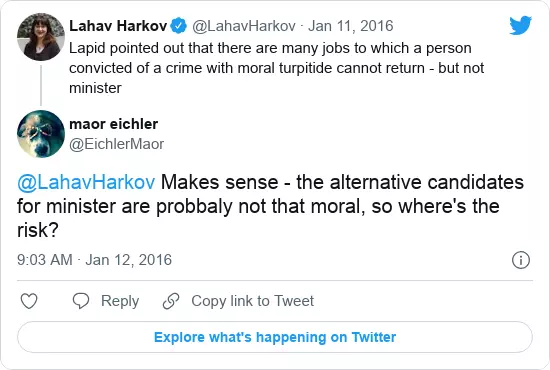 Lahav Harkov @LahavHarkov · Jan 11, 2016
Lapid pointed out that there are many jobs to which a person
convicted of a crime with moral turpitide cannot return - but not
minister
maor eichler
@EichlerMaor
@LahavHarkov Makes sense - the alternative candidates
for minister are probbaly not that moral, so where's the
risk?
9:03 AM · Jan 12, 2016
Reply Copy link to Tweet
Explore what's happening on Twitter